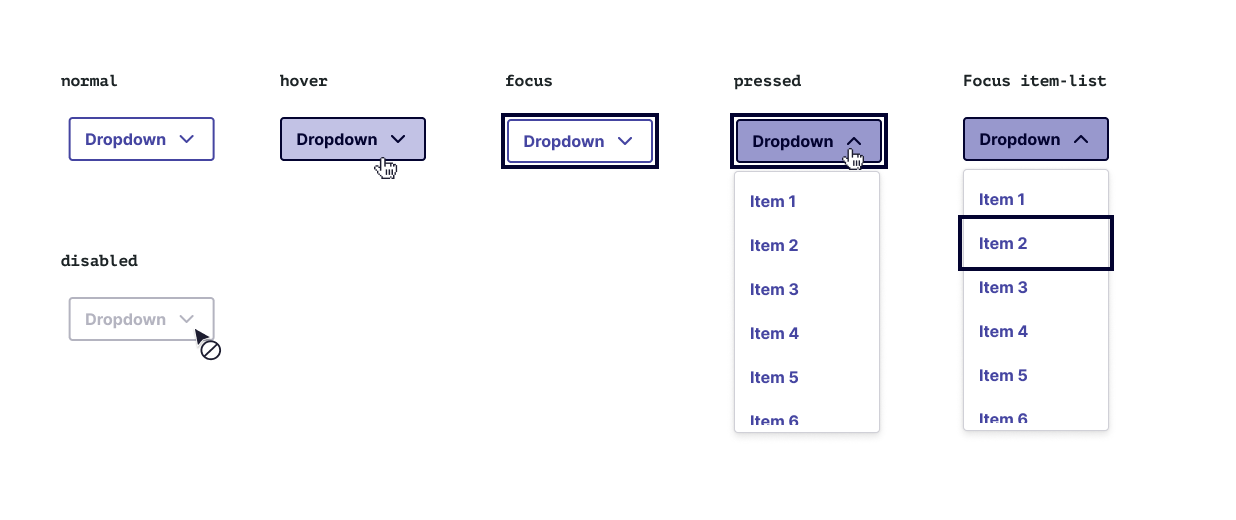 normal
hover
focus
pressed
Focus item-list
Dropdown
Dropdown
Dropdown
Dropdown
Dropdown
Item 1
Item 2
Item 3
Item 4
Item 5
Item 6
Item 1
Item 2
Item 3
Item 4
Item 5
Item 6
disabled
Dropdown